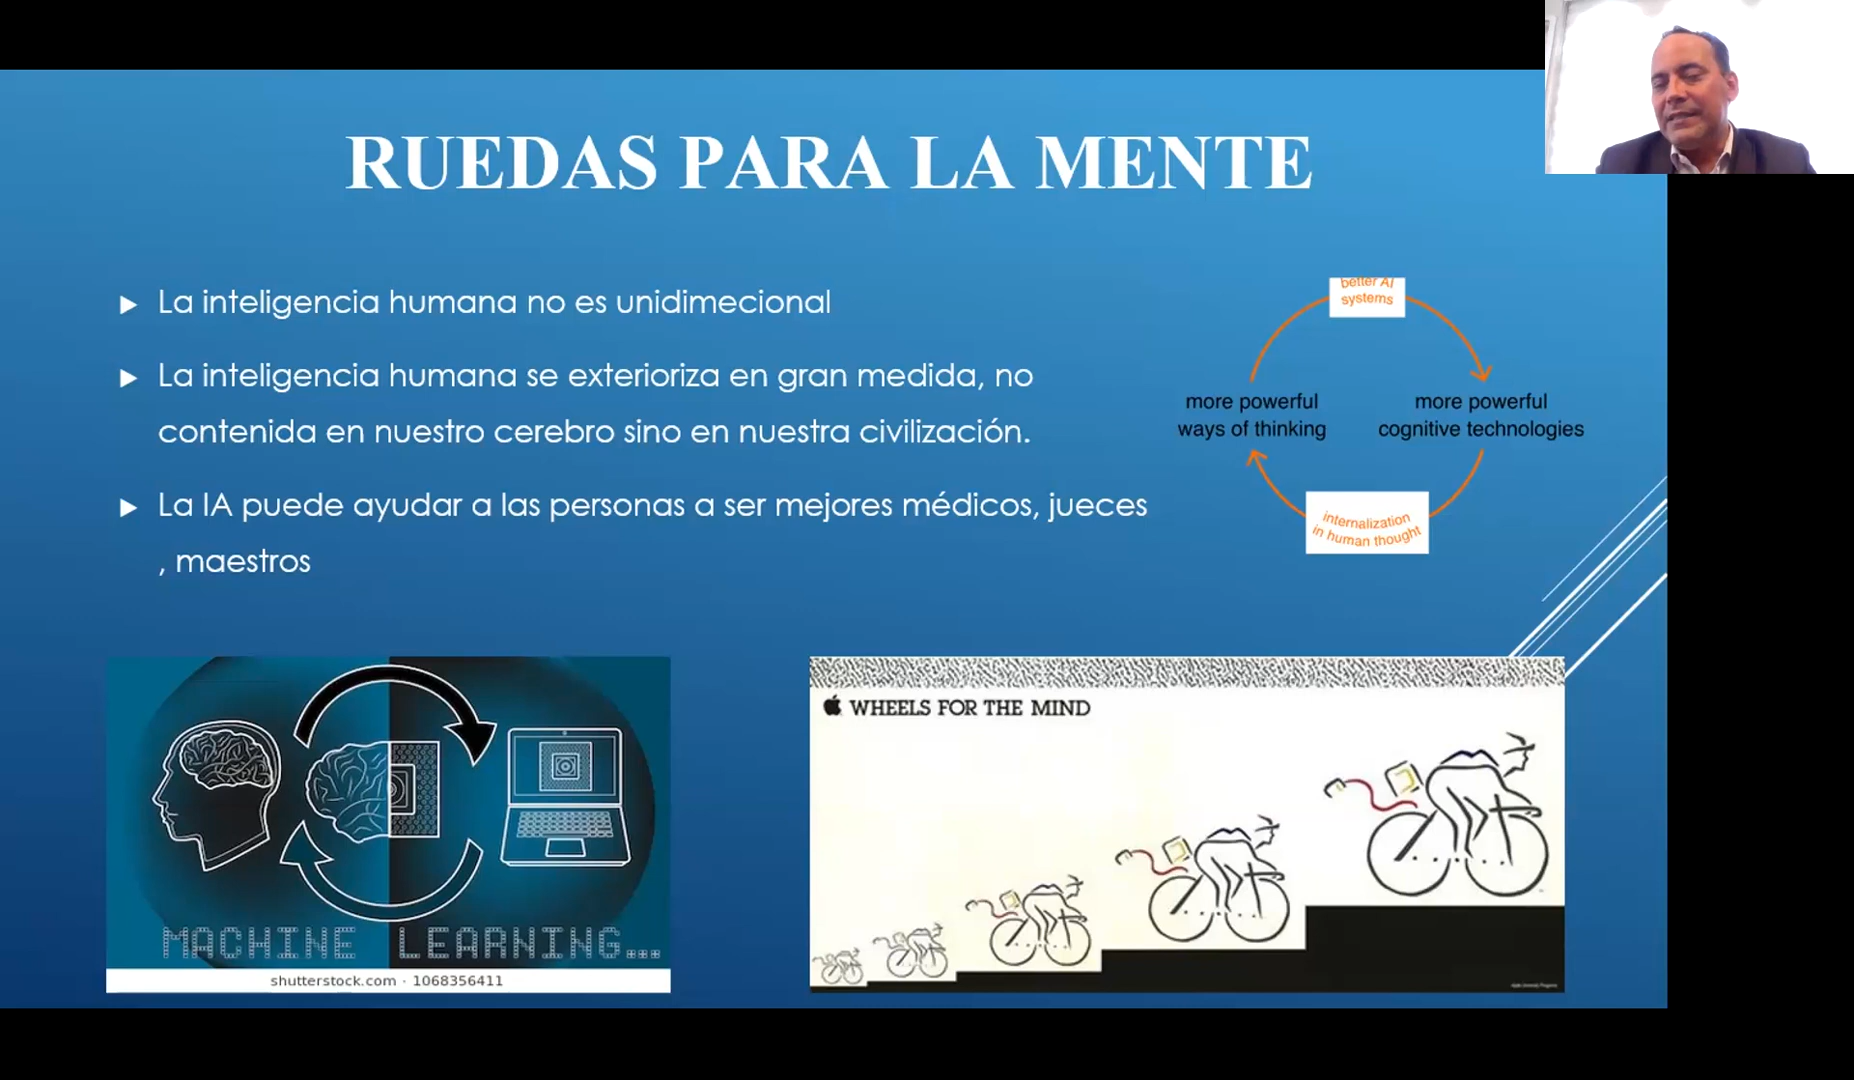 RUEDAS PARA LA MENTE
La inteligencia humana no es unidimecional
La inteligencia humana se exterioriza en gran medida, no
contenida en nuestro cerebro sino en nuestra civilización.
La IA puede ayudar a las personas a ser mejores médicos, jueces
, maestros
better AI
systems
more powerful
ways of thinking
more powerful
cognitive technologies
internalization
in human thought
MACHINE LEARNING...
shutterstock.com · 1068356411
WHEELS FOR THE MIND